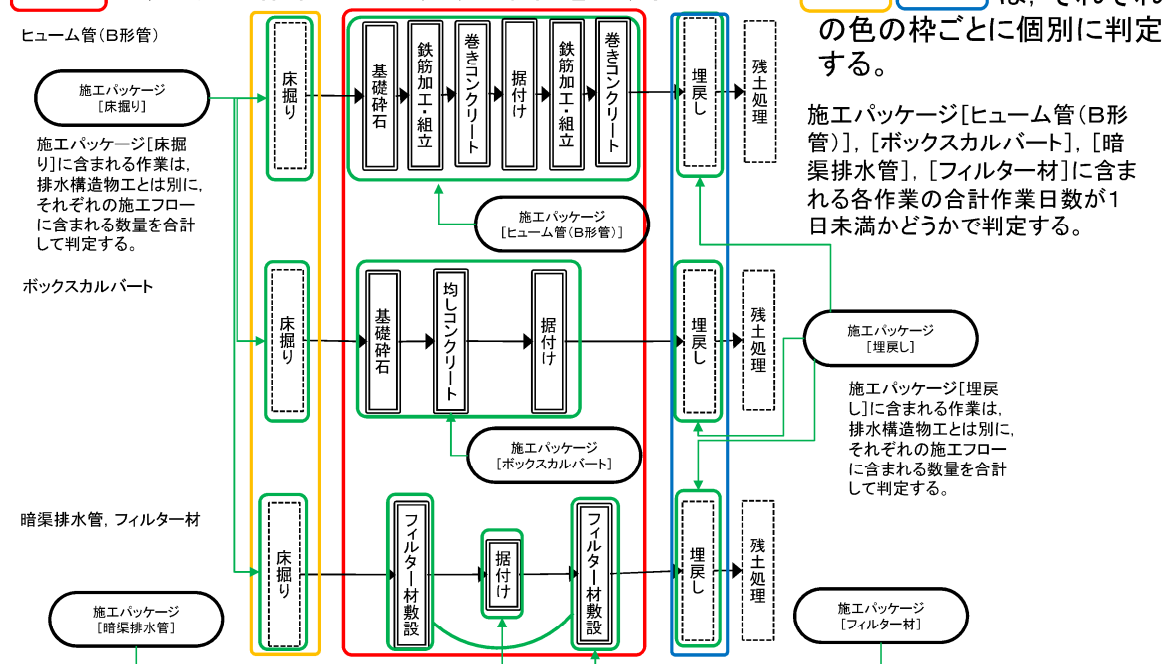 は，それぞれ
の色の枠ごとに個別に判定
する。
ヒューム管（Ｂ形管）
施工パッケージ
［床掘り］
施工パッケージ［床掘
り］に含まれる作業は，
排水構造物工とは別に，
それぞれの施工フロー
に含まれる数量を合計
して判定する。
床掘り
基礎砕石
鉄筋加工・組立
巻きコンクリート
据付け
鉄筋加工・組立
巻きコンクリート
埋戻し
残土処理
施工パッケージ
［ヒューム管（Ｂ形管）］
施工パッケージ［ヒューム管（Ｂ形
管）］，［ボックスカルバート］，［暗
渠排水管］，［フィルター材］に含ま
れる各作業の合計作業日数が１
日未満かどうかで判定する。
ボックスカルバート
床掘り
基礎砕石
均しコンクリート
据付け
埋戻し
残土処理
施工パッケージ
［ボックスカルバート］
施工パッケージ
［埋戻し］
施工パッケージ［埋戻
し］に含まれる作業は，
排水構造物工とは別に，
それぞれの施工フロー
に含まれる数量を合計
して判定する。
暗渠排水管，フィルター材
床掘り
フィルター材敷設
据付け
フィルター材敷設
埋戻し
残土処理
施工パッケージ
［暗渠排水管］
施工パッケージ
［フィルター材］